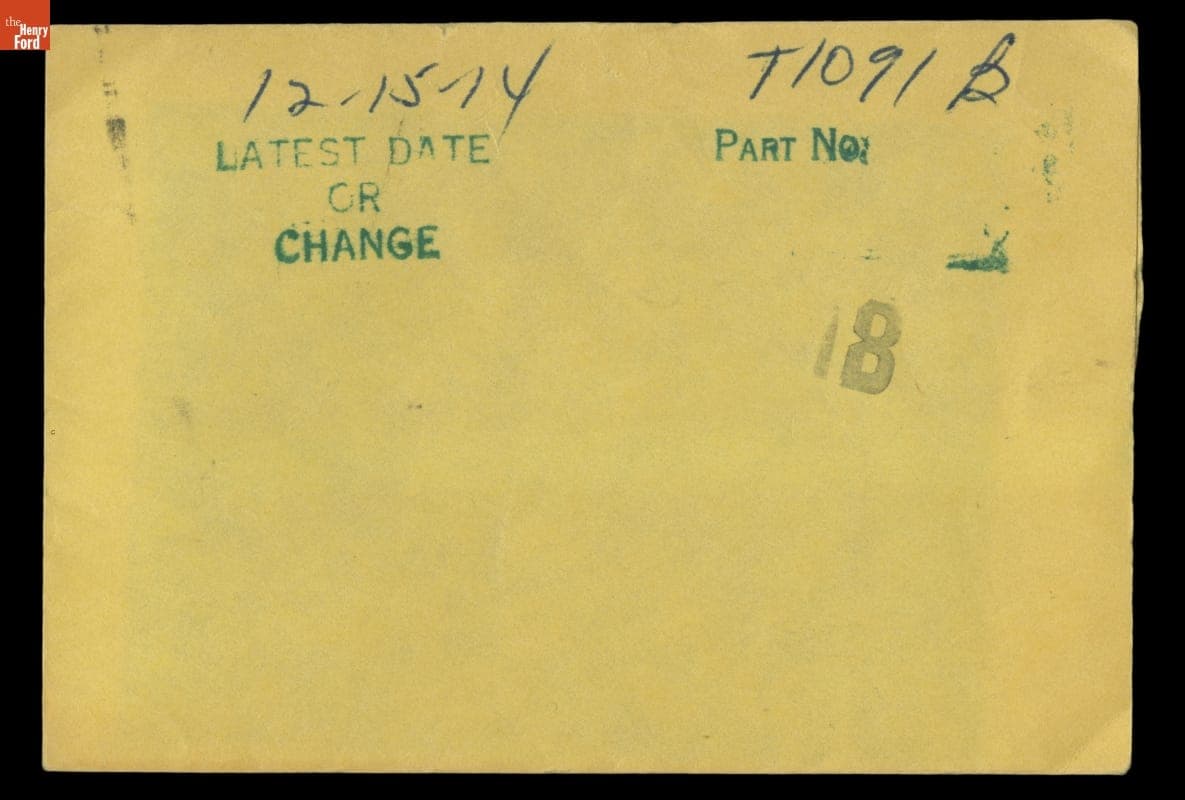 the
Henry
Ford
12-15-14
T1091 B
LATEST DATE
OR
CHANGE
PART NO.
18